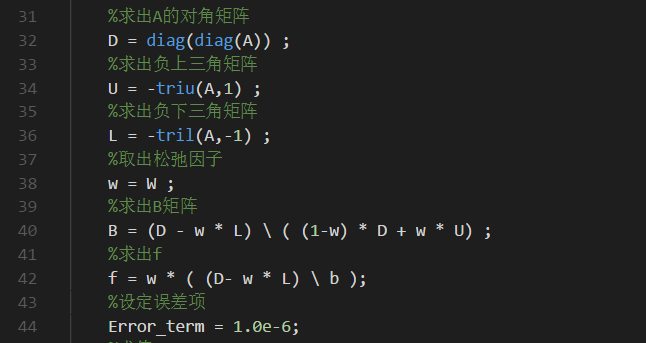 31 %求出A的对角矩阵
32 D = diag(diag(A)) ;
33 %求出负上三角矩阵
34 U = -triu(A,1) ;
35 %求出负下三角矩阵
36 L = -tril(A,-1) ;
37 %取出松弛因子
38 w = W ;
39 %求出B矩阵
40 B = (D - w * L) \ ( (1-w) * D + w * U) ;
41 %求出f
42 f = w * ( (D- w * L) \ b );
43 %设定误差项
44 Error_term = 1.0e-6;